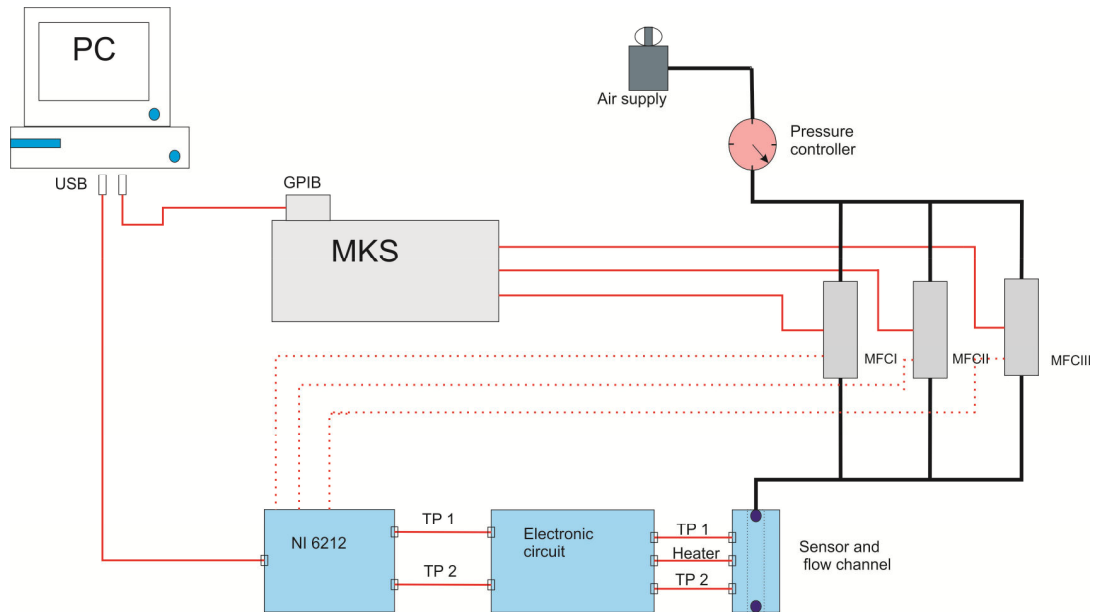 PC
Air supply
Pressure
controller
USB
GPIB
MKS
MFCI
MFCII
MFCIII
NI 6212
TP 1
TP 2
Electronic
circuit
TP 1
Heater
TP 2
Sensor and
flow channel